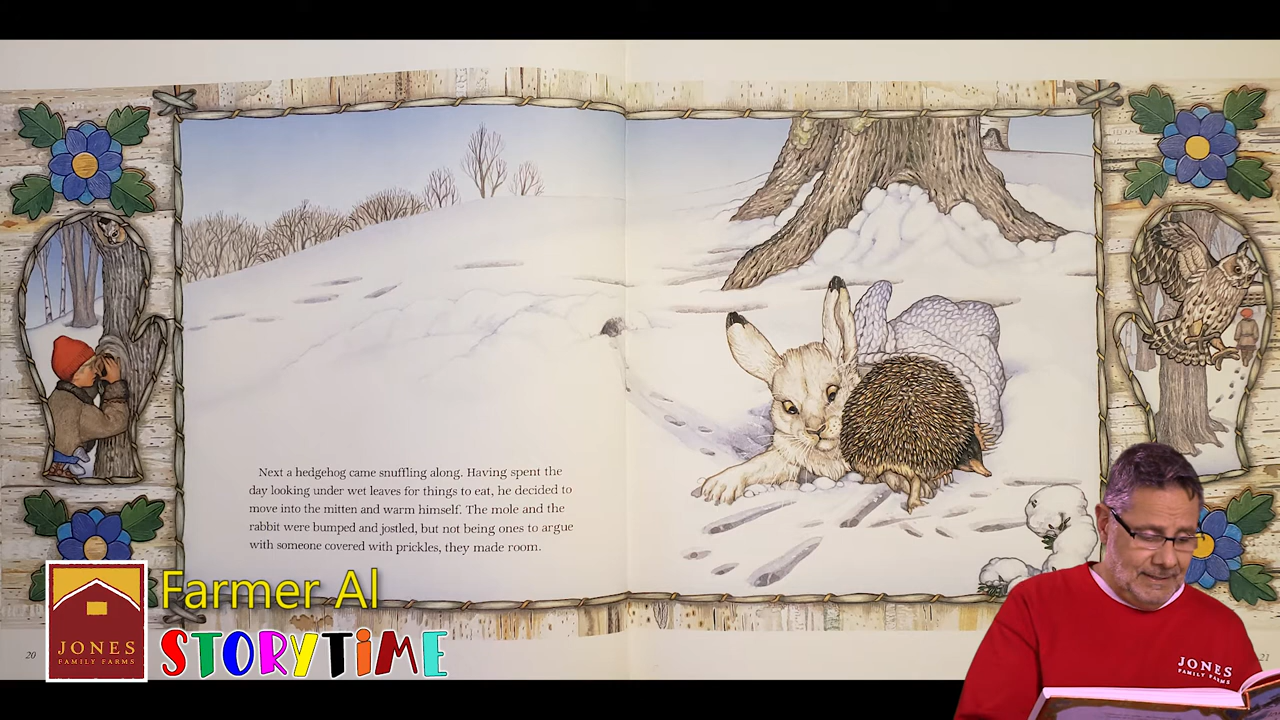 Next a hedgehog came snuffling along. Having spent the
day looking under wet leaves for things to eat, he decided to
move into the mitten and warm himself. The mole and the
rabbit were bumped and jostled, but not being ones to argue
with someone covered with prickles, they made room.
20
21
JONES
FAMILY FARMS
Farmer Al
STORYTiME
JONES
FAMILY FARMS